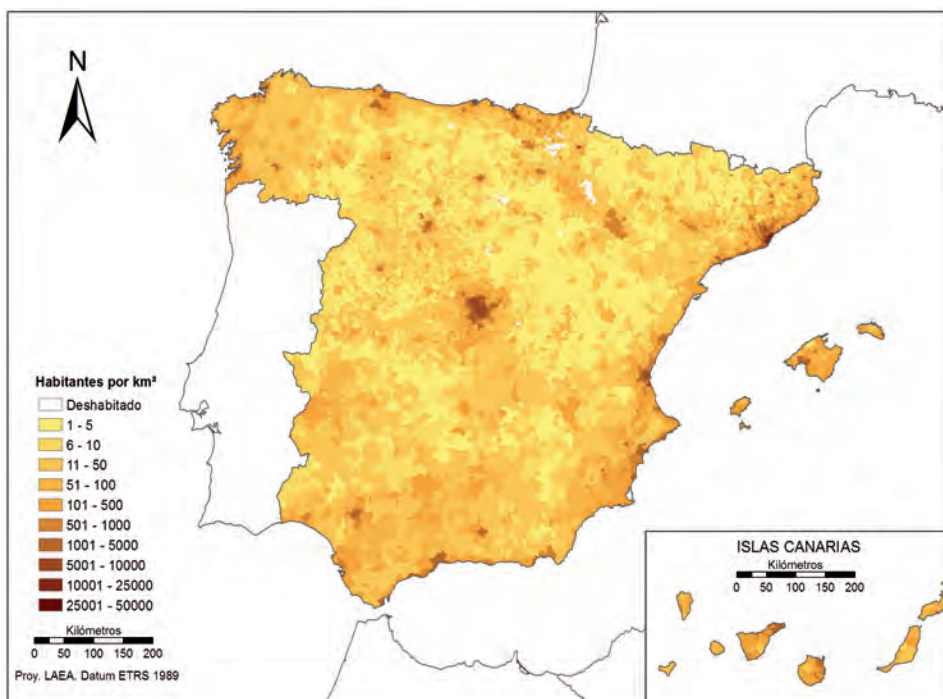 N
Habitantes por km²
Deshabitado
1 - 5
6 - 10
11 - 50
51 - 100
101 - 500
501 - 1000
1001 - 5000
5001 - 10000
10001 - 25000
25001 - 50000
Kilómetros
0 50 100 150 200
Proy. LAEA. Datum ETRS 1989
ISLAS CANARIAS
Kilómetros
0 50 100 150 200